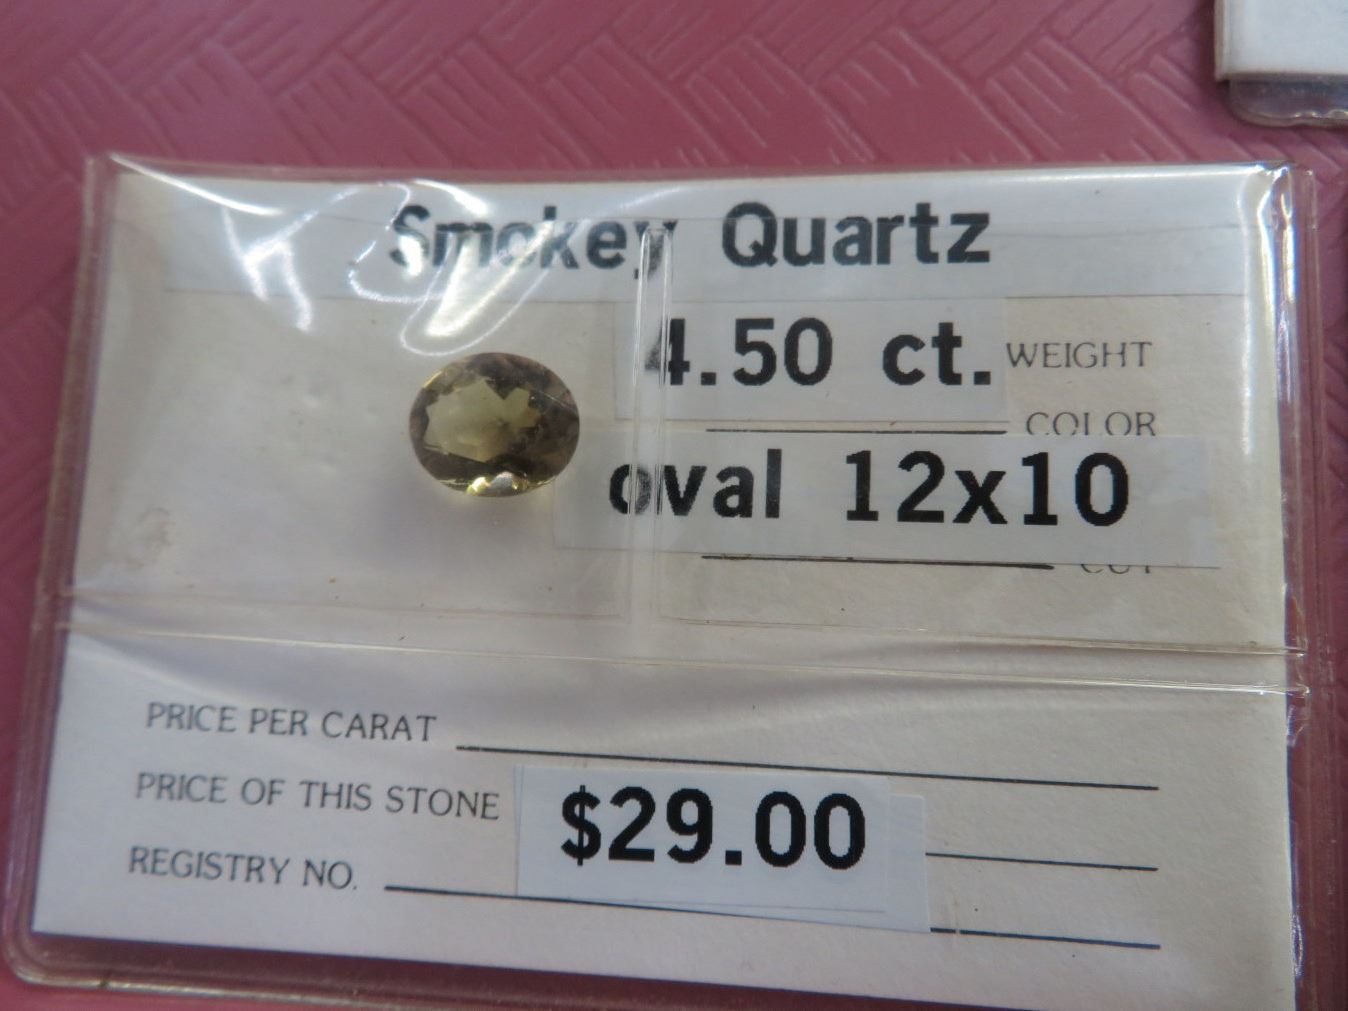 Smokey Quartz
4.50 ct. WEIGHT
COLOR
oval 12x10
CUT
PRICE PER CARAT
PRICE OF THIS STONE $29.00
REGISTRY NO.